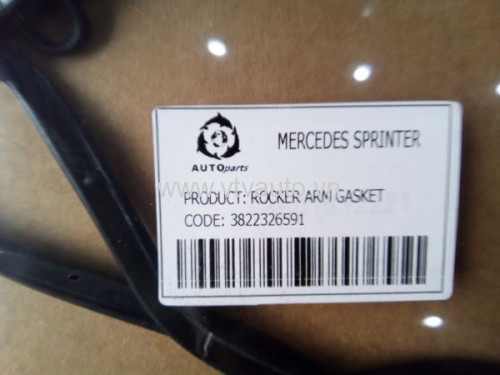 MERCEDES SPRINTER
AUTOparts
www.vtvauto.vn
PRODUCT: ROCKER ARM GASKET
CODE: 3822326591